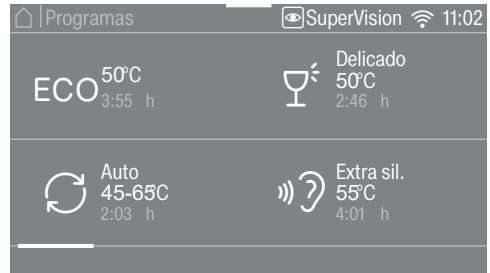 Programas SuperVision 11:02
ECO 50°C
3:55 h
Delicado
50°C
2:46 h
Auto
45-65°C
2:03 h
Extra sil.
55°C
4:01 h